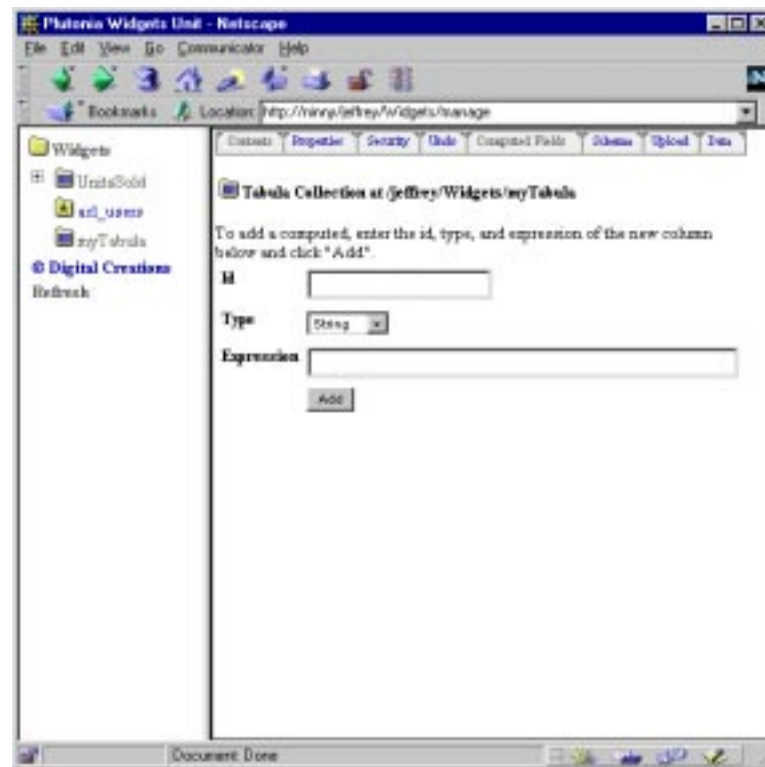 Plutonia Widgets Unit - Netscape
File Edit View Go Communicator Help
Bookmarks Location: http://ninny/jeffrey/Widgets/manage
Contents Properties Security Undo Computed Fields Schema Upload Data
Widgets
UnitsSold
acl_users
myTabula
© Digital Creations
Refresh
Tabula Collection at /jeffrey/Widgets/myTabula
To add a computed, enter the id, type, and expression of the new column
below and click "Add".
Id
Type String
Expression
Add
Document: Done